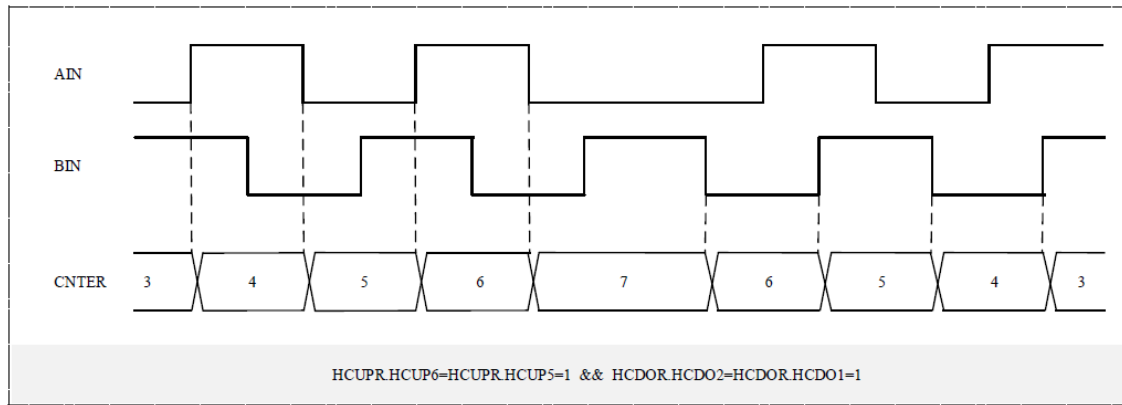 AIN
BIN
CNTER 3 4 5 6 7 6 5 4 3
HCUPR.HCUP6=HCUPR.HCUP5=1 && HCDOR.HCDO2=HCDOR.HCDO1=1